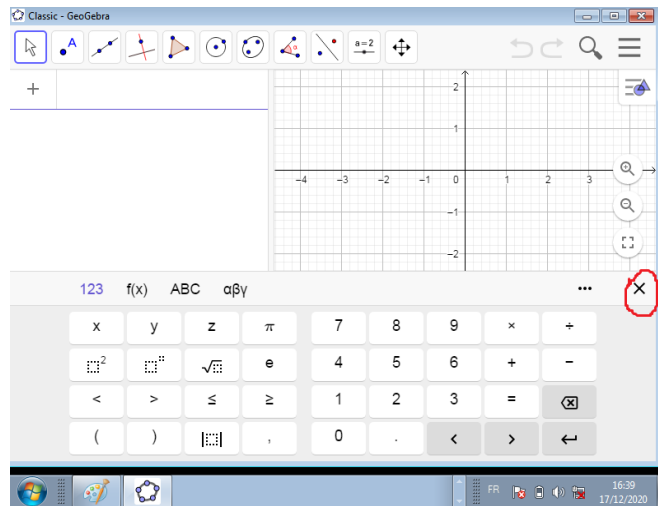 Classic - GeoGebra
A
a=2
+
2
1
-4 -3 -2 -1 0 1 2 3
-1
-2
123 f(x) ABC αβγ ... ×
x y z π 7 8 9 × ÷
2 √ e 4 5 6 + −
< > ≤ ≥ 1 2 3 =
( ) | | , 0 . < >
FR 16:39
17/12/2020